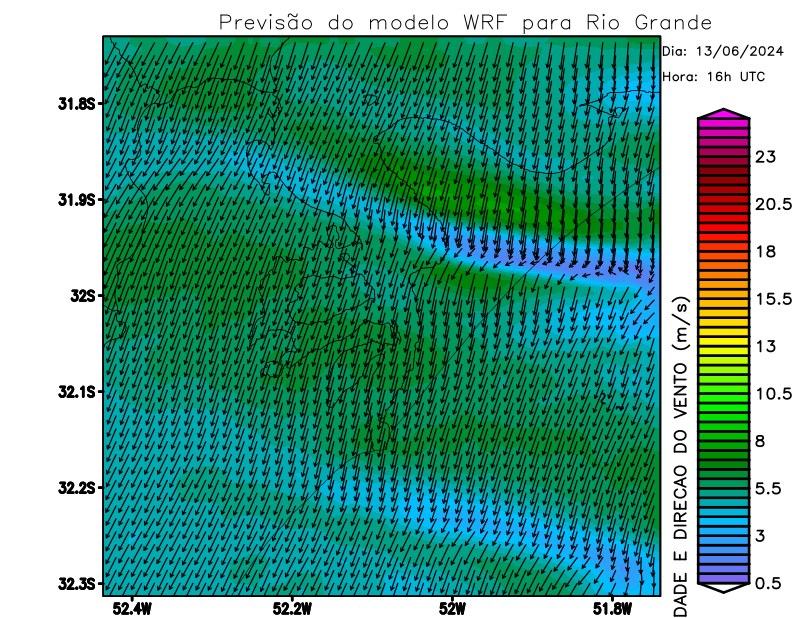 Previsão do modelo WRF para Rio Grande
Dia: 13/06/2024
Hora: 16h UTC
31.8S
31.9S
32S
32.1S
32.2S
32.3S
52.4W
52.2W
52W
51.8W
DADE E DIRECAO DO VENTO (m/s)
23
20.5
18
15.5
13
10.5
8
5.5
3
0.5